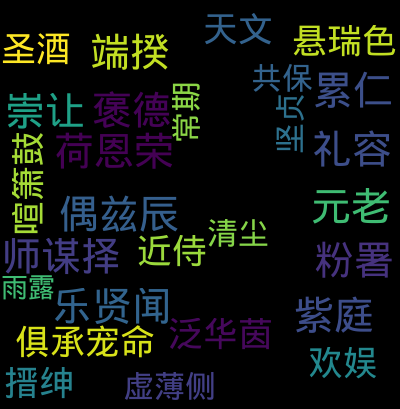 天文
圣酒
端揆
悬瑞色
共保
累仁
崇让
褒德
常期
坚贞
荷恩荣
礼容
喧箫鼓
偶兹辰
元老
清尘
师谋择
近侍
粉署
雨露
乐贤闻
紫庭
俱承宠命
泛华茵
欢娱
搢绅
虚薄侧